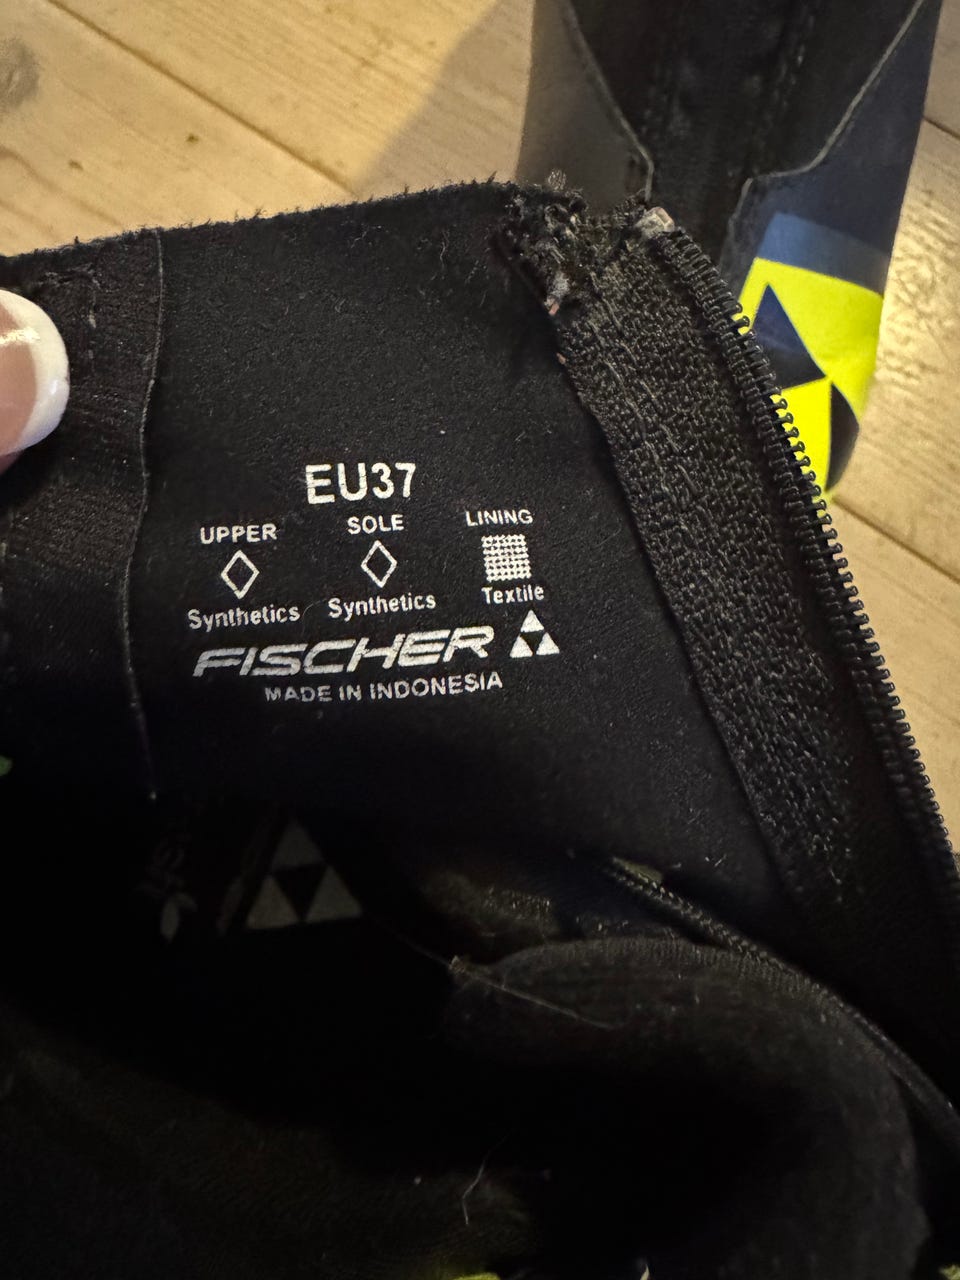 EU37
UPPER SOLE LINING
Synthetics Synthetics Textile
FISCHER
MADE IN INDONESIA